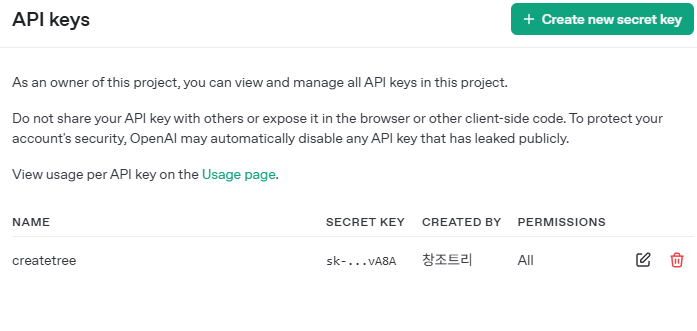 API keys
+ Create new secret key
As an owner of this project, you can view and manage all API keys in this project.
Do not share your API key with others or expose it in the browser or other client-side code. To protect your
account's security, OpenAI may automatically disable any API key that has leaked publicly.
View usage per API key on the Usage page.
NAME SECRET KEY CREATED BY PERMISSIONS
createtree sk-...vA8A 창조트리 All